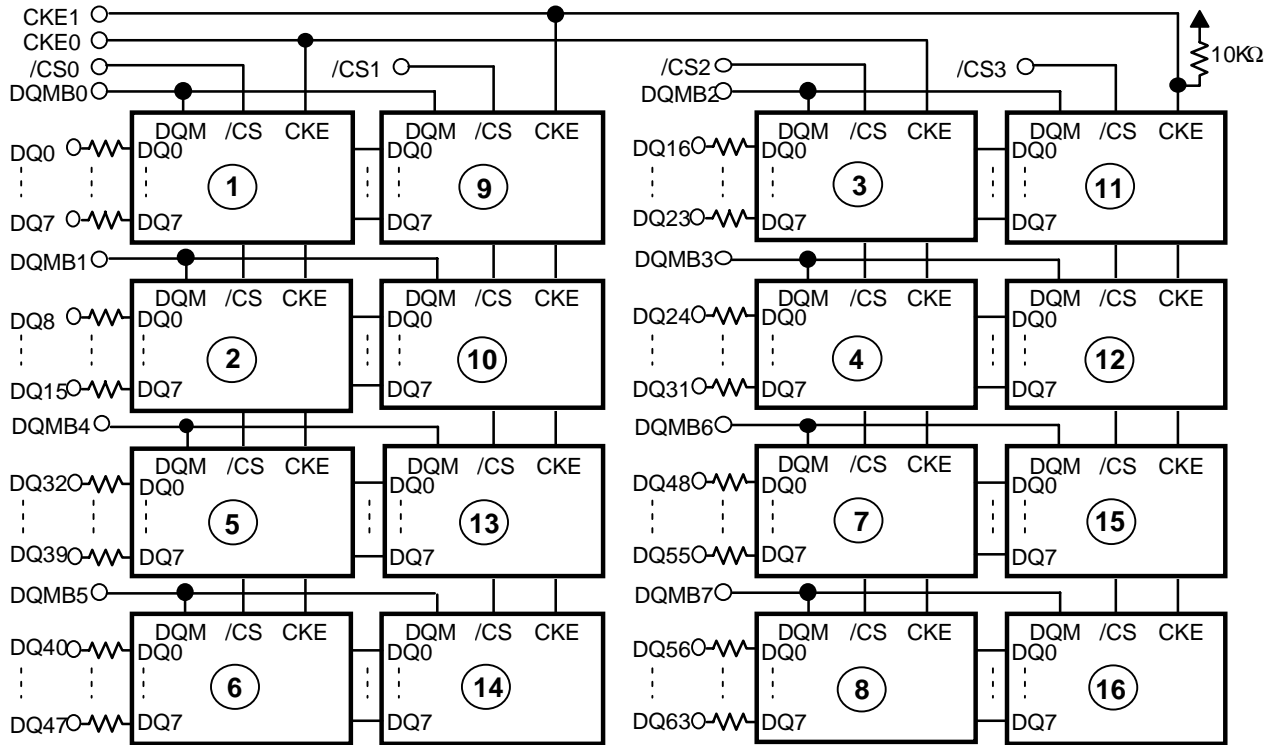 CKE1
CKE0
/CS0 /CS1 /CS2 /CS3 10KΩ
DQMB0 DQMB2
DQM /CS CKE DQM /CS CKE DQM /CS CKE DQM /CS CKE
DQ0 DQ0 DQ0 DQ16 DQ0 DQ0
1 9 3 11
DQ7 DQ7 DQ7 DQ23 DQ7 DQ7
DQMB1 DQMB3
DQM /CS CKE DQM /CS CKE DQM /CS CKE DQM /CS CKE
DQ8 DQ0 DQ0 DQ24 DQ0 DQ0
2 10 4 12
DQ15 DQ7 DQ7 DQ31 DQ7 DQ7
DQMB4 DQMB6
DQM /CS CKE DQM /CS CKE DQM /CS CKE DQM /CS CKE
DQ32 DQ0 DQ0 DQ48 DQ0 DQ0
5 13 7 15
DQ39 DQ7 DQ7 DQ55 DQ7 DQ7
DQMB5 DQMB7
DQM /CS CKE DQM /CS CKE DQM /CS CKE DQM /CS CKE
DQ40 DQ0 DQ0 DQ56 DQ0 DQ0
6 14 8 16
DQ47 DQ7 DQ7 DQ63 DQ7 DQ7